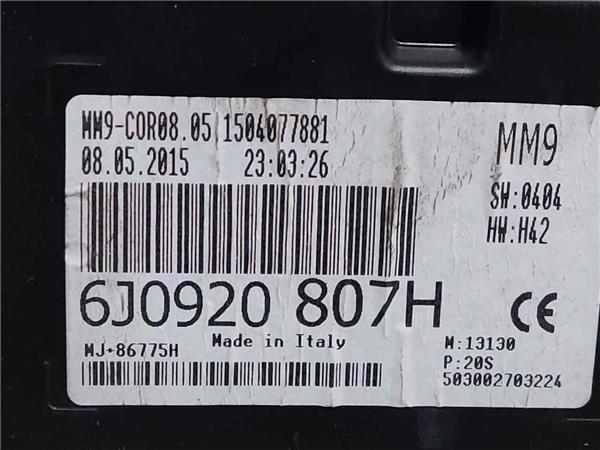 MM9-COR08.05 1504077881
MM9
08.05.2015 23:03:26
SW:0404
HW:H42
6J0920 807H
CE
Made in Italy
MJ+86775H
M:13130
P:20S
503002703224